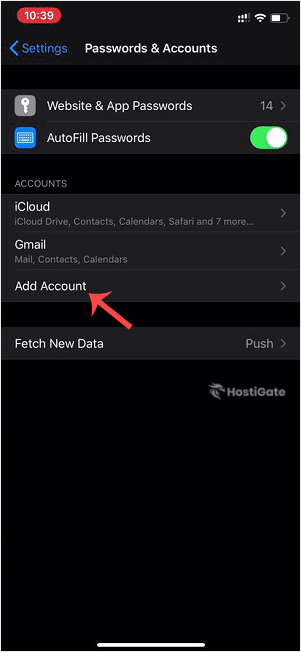 10:39
Settings
Passwords & Accounts
Website & App Passwords 14
AutoFill Passwords
ACCOUNTS
iCloud
iCloud Drive, Contacts, Calendars, Safari and 7 more...
Gmail
Mail, Contacts, Calendars
Add Account
Fetch New Data Push
HostiGate